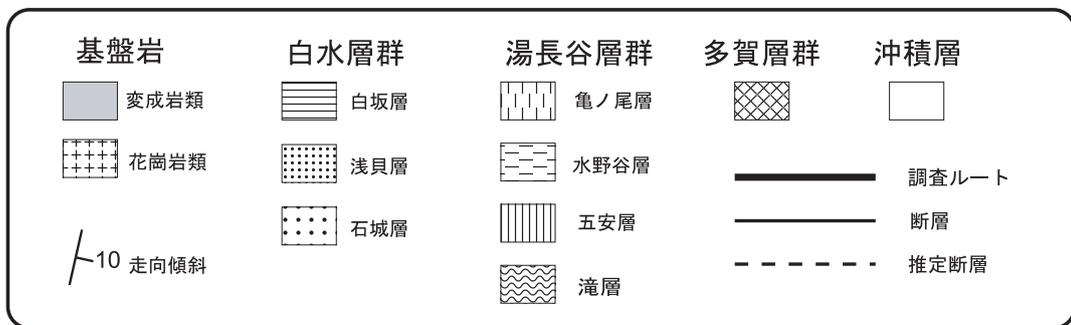 基盤岩
変成岩類
花崗岩類
10 走向傾斜
白水層群
白坂層
浅貝層
石城層
湯長谷層群
亀ノ尾層
水野谷層
五安層
滝層
多賀層群
沖積層
調査ルート
断層
推定断層